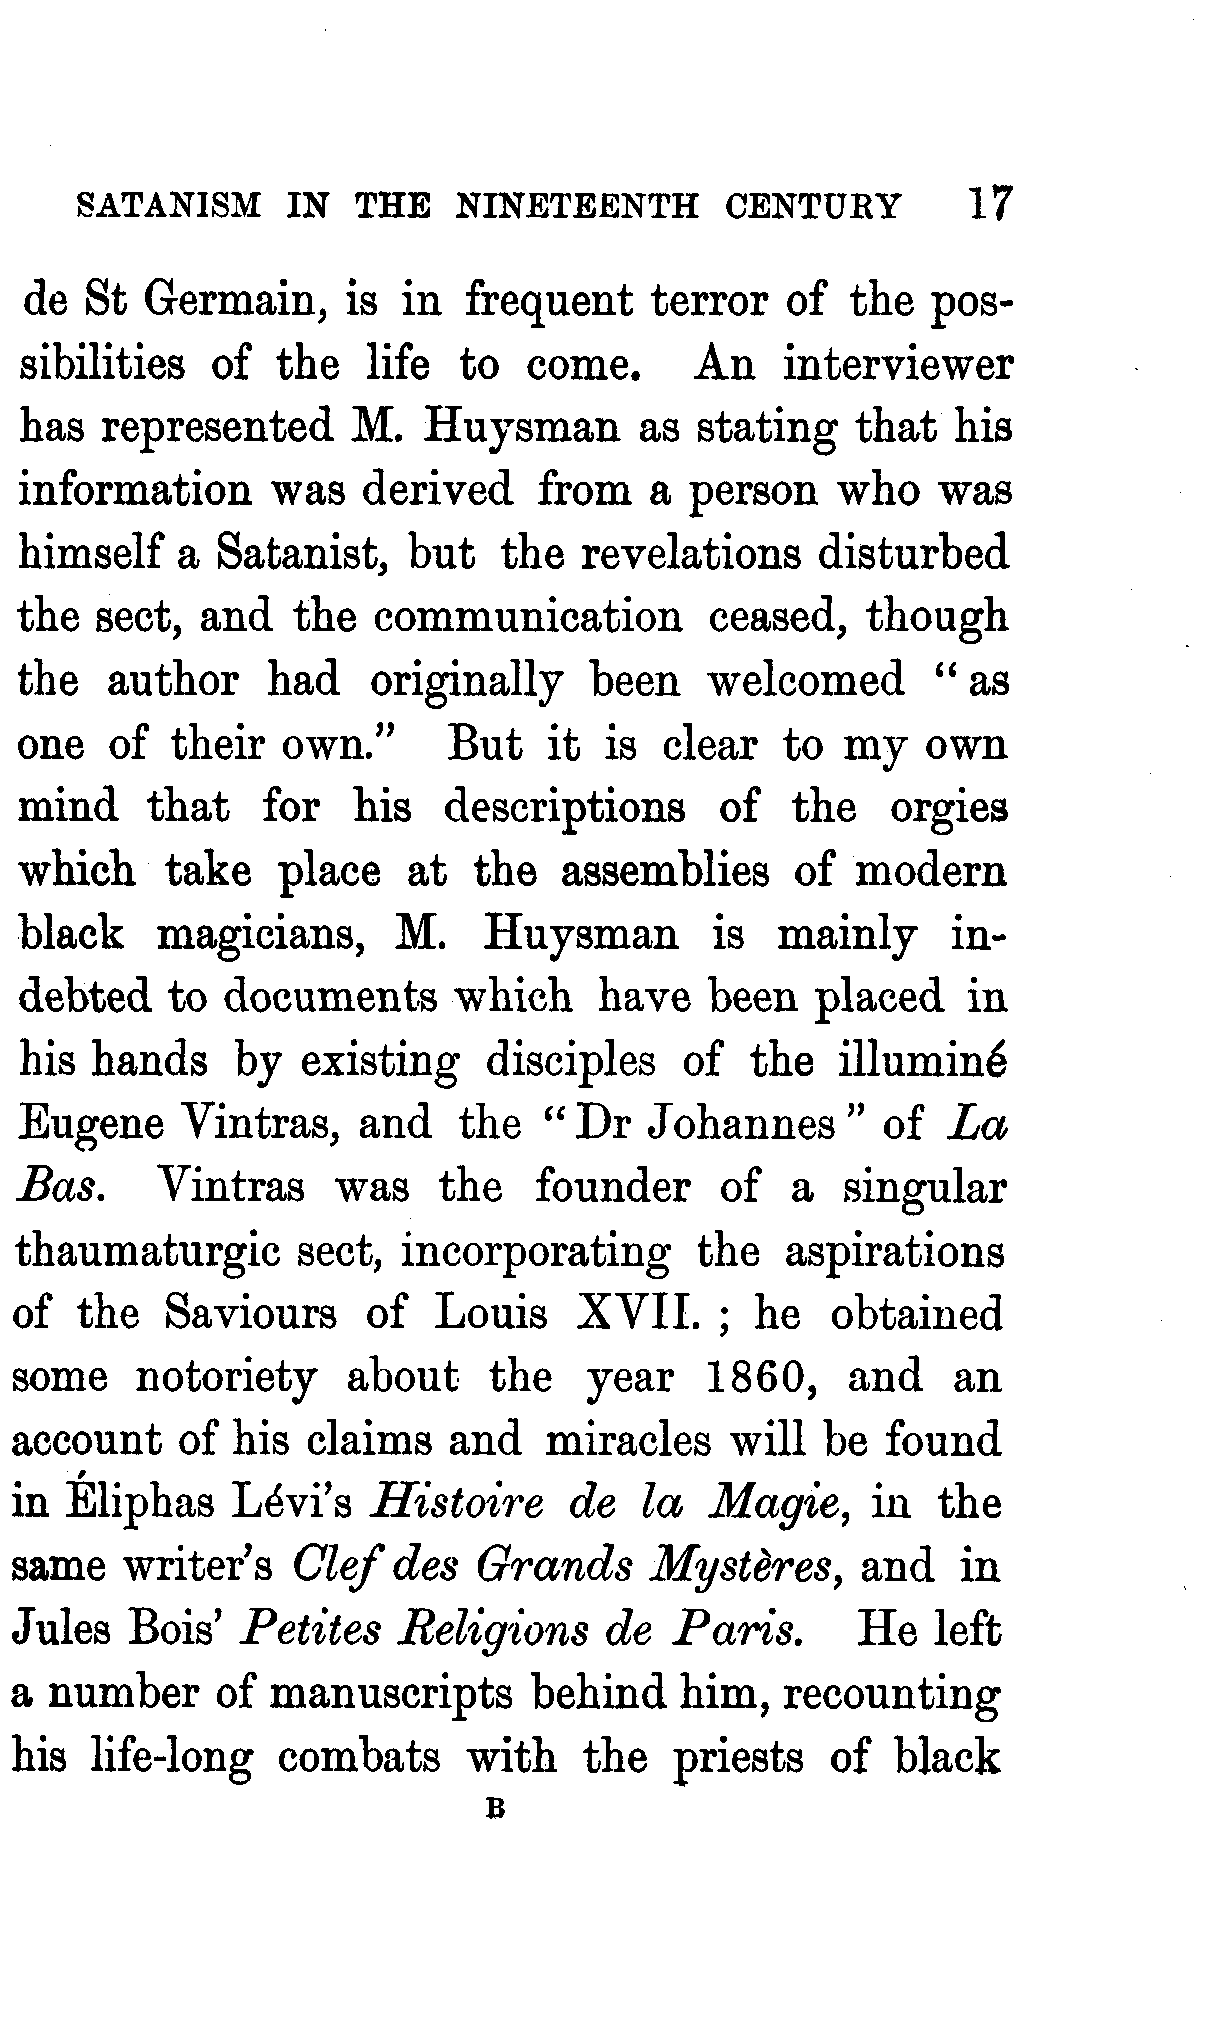 SATANISM IN THE NINETEENTH CENTURY 17
de St Germain, is in frequent terror of the pos-
sibilities of the life to come. An interviewer
has represented M. Huysman as stating that his
information was derived from a person who was
himself a Satanist, but the revelations disturbed
the sect, and the communication ceased, though
the author had originally been welcomed “as
one of their own.” But it is clear to my own
mind that for his descriptions of the orgies
which take place at the assemblies of modern
black magicians, M. Huysman is mainly in-
debted to documents which have been placed in
his hands by existing disciples of the illuminé
Eugene Vintras, and the “Dr Johannes” of La
Bas. Vintras was the founder of a singular
thaumaturgic sect, incorporating the aspirations
of the Saviours of Louis XVII. ; he obtained
some notoriety about the year 1860, and an
account of his claims and miracles will be found
in Éliphas Lévi’s Histoire de la Magie, in the
same writer’s Clef des Grands Mystères, and in
Jules Bois’ Petites Religions de Paris. He left
a number of manuscripts behind him, recounting
his life-long combats with the priests of black
B